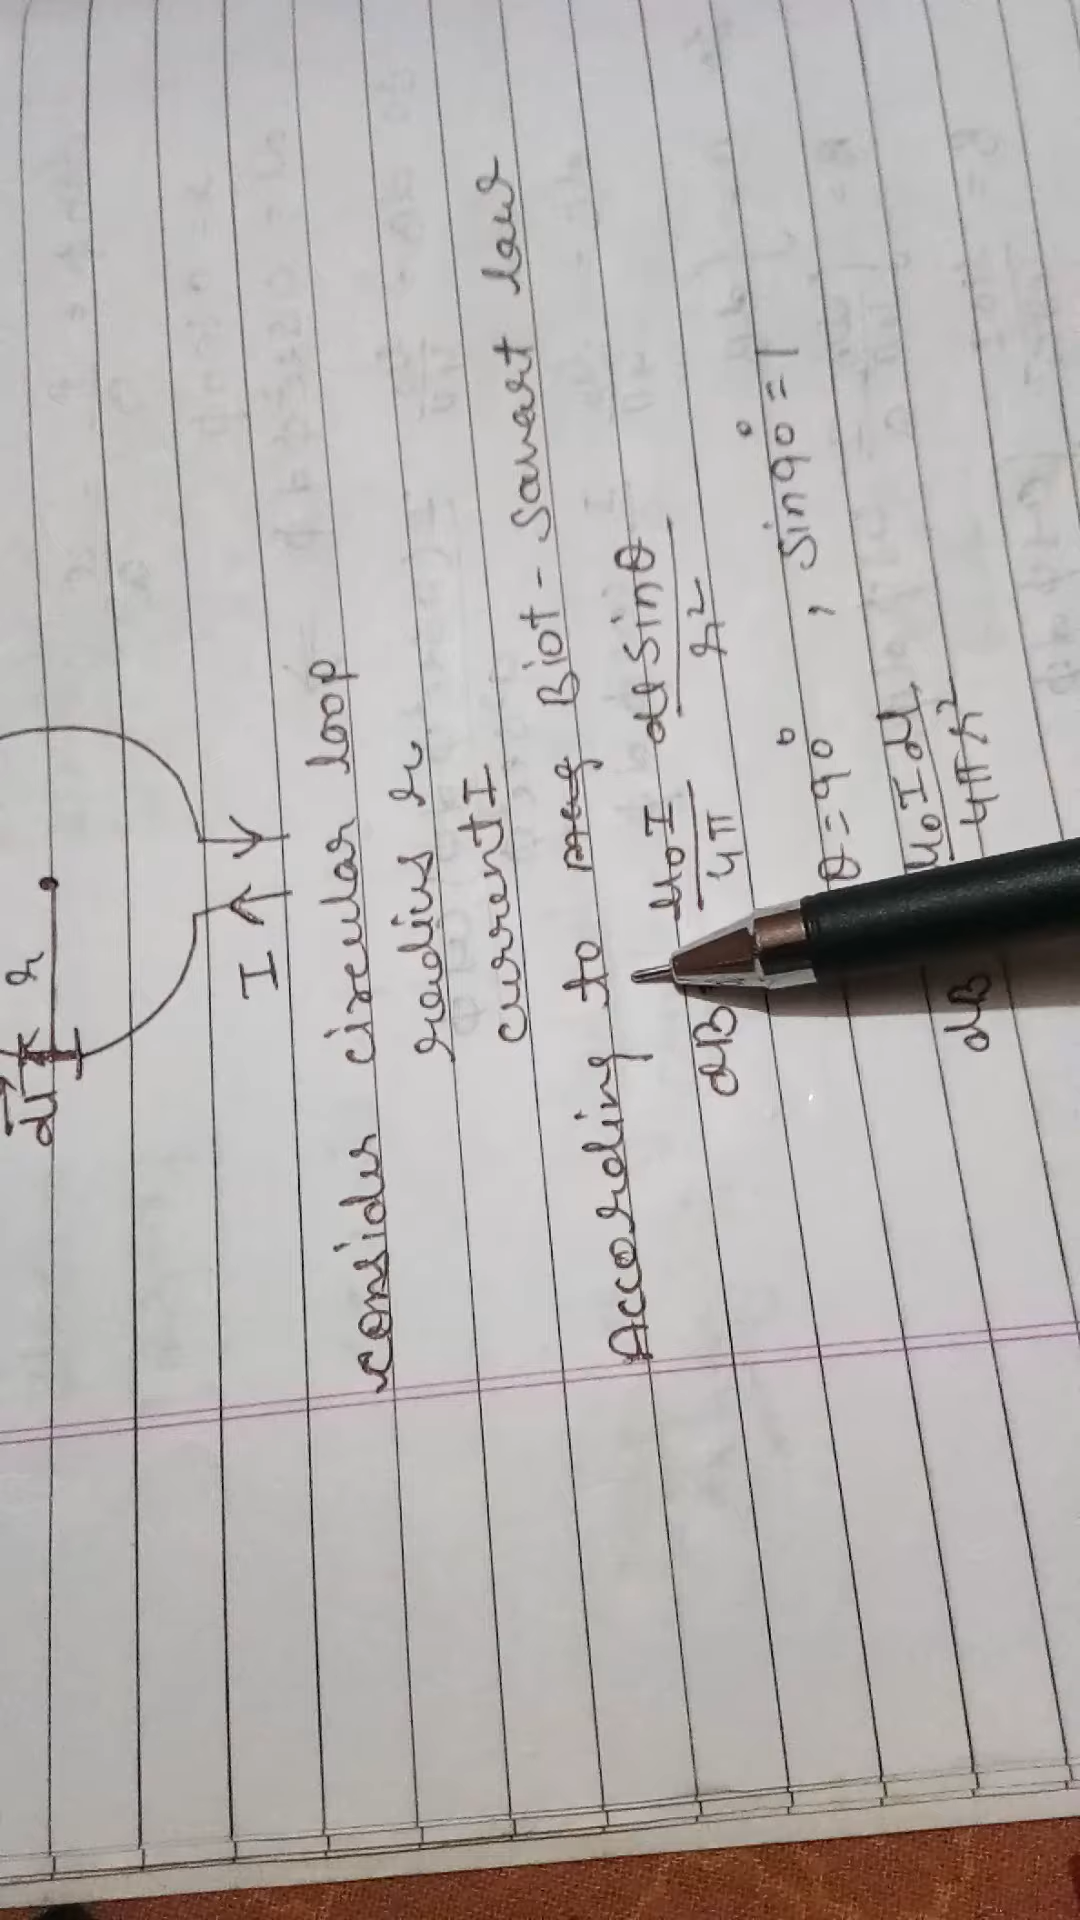 r
dl
I
Consider circular loop
radius r
current I
According to Biot-Savart law
dB = μ₀I/4π dl sinθ/r²
θ=90°, sin90°=1
dB μ₀Idl/4πr²